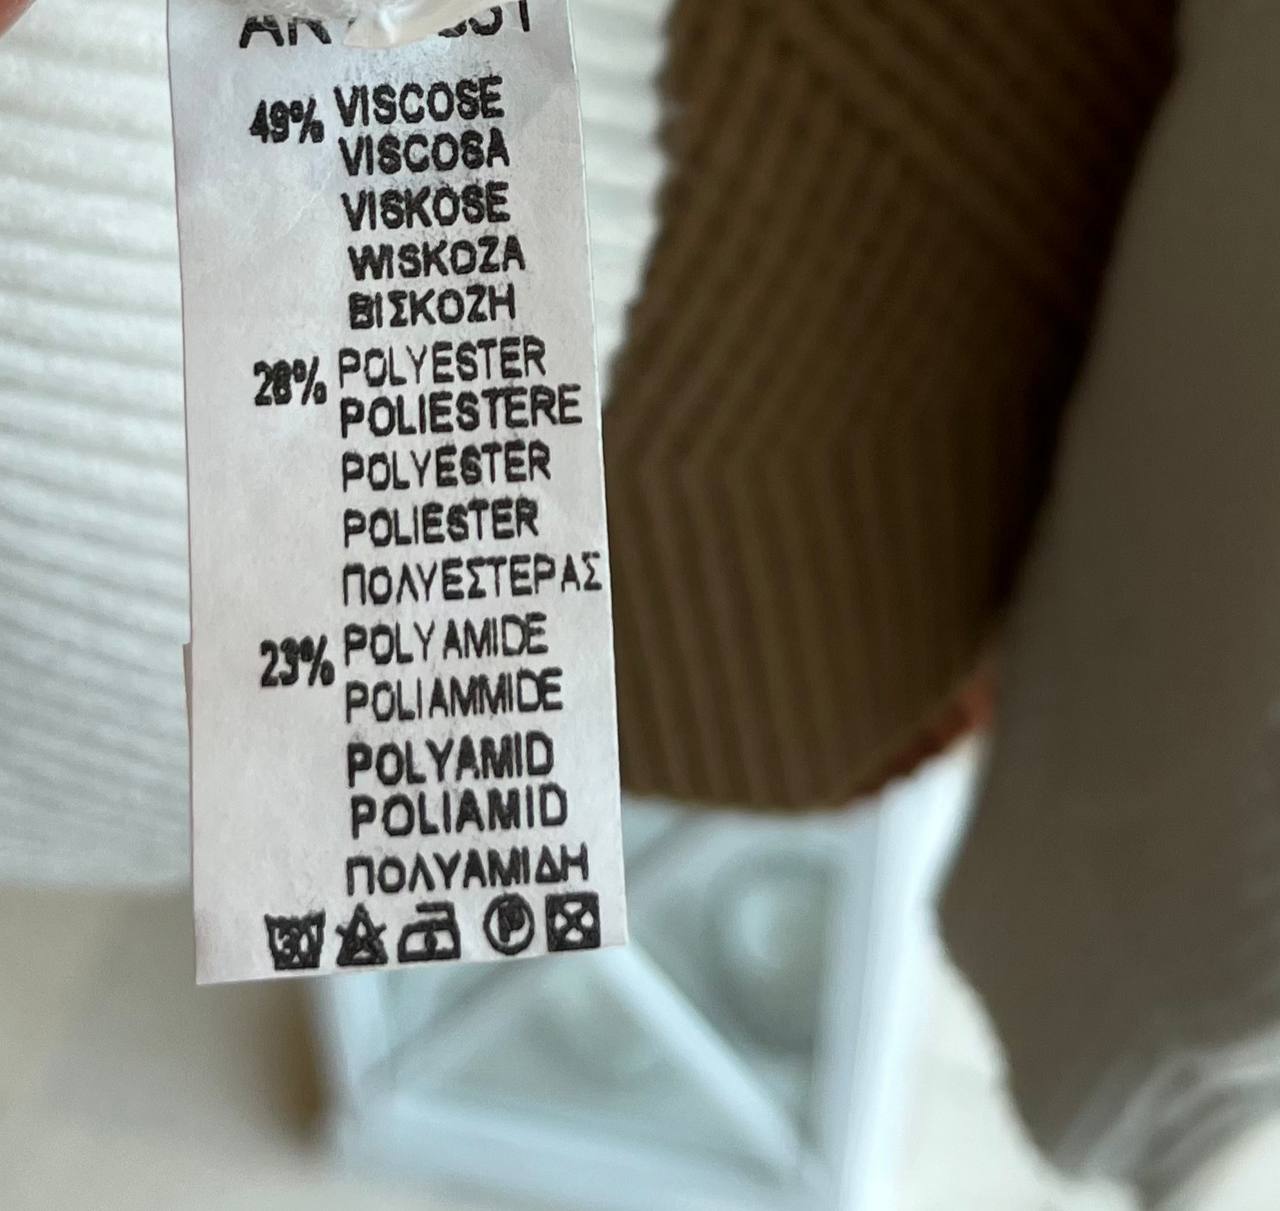 49% VISCOSE
VISCOSA
VISKOSE
WISKOZA
ΒΙΣΚΟΖΗ
28% POLYESTER
POLIESTERE
POLYESTER
POLIESTER
ΠΟΛΥΕΣΤΕΡΑΣ
23% POLYAMIDE
POLIAMMIDE
POLYAMID
POLIAMID
ΠΟΛΥΑΜΙΔΗ
30 P